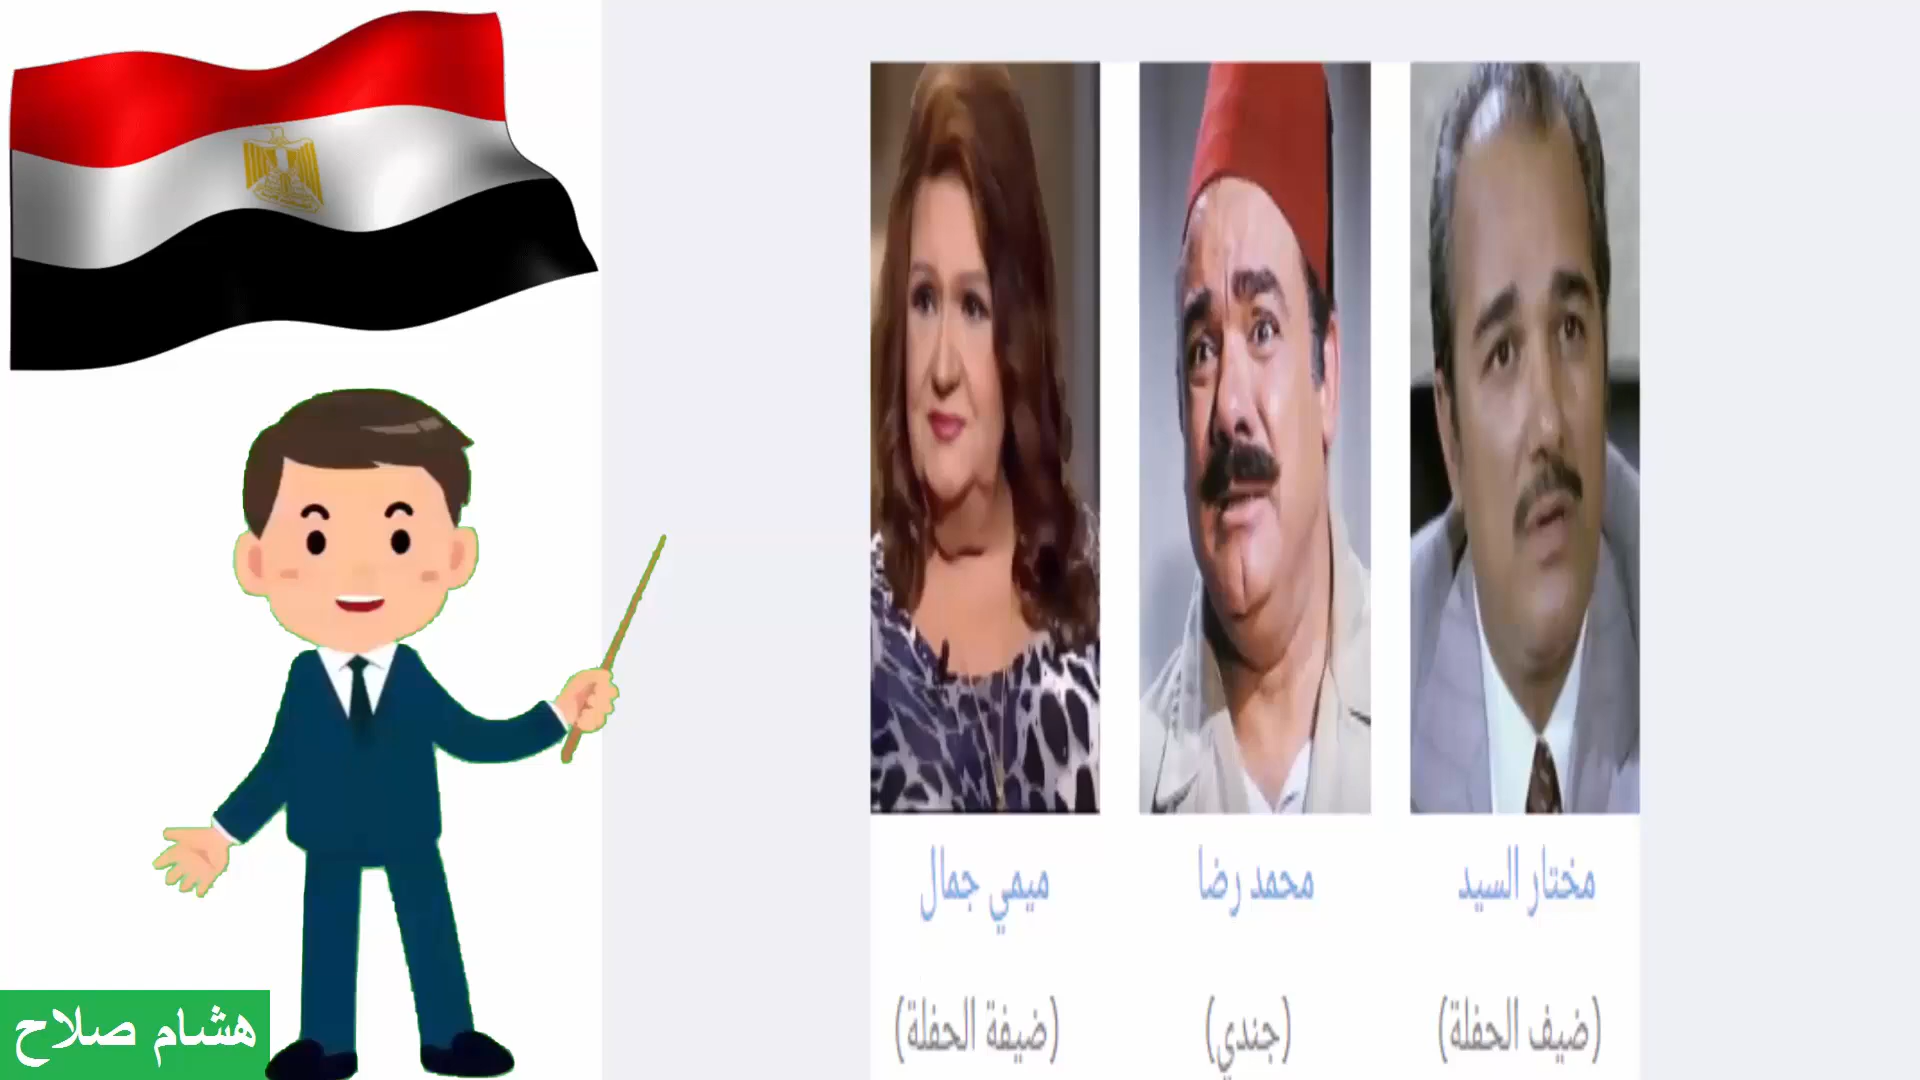 مختار السيد
محمد رضا
ميمي جمال
(ضيف الحفلة)
(جندي)
(ضيفة الحفلة)
هشام صلاح